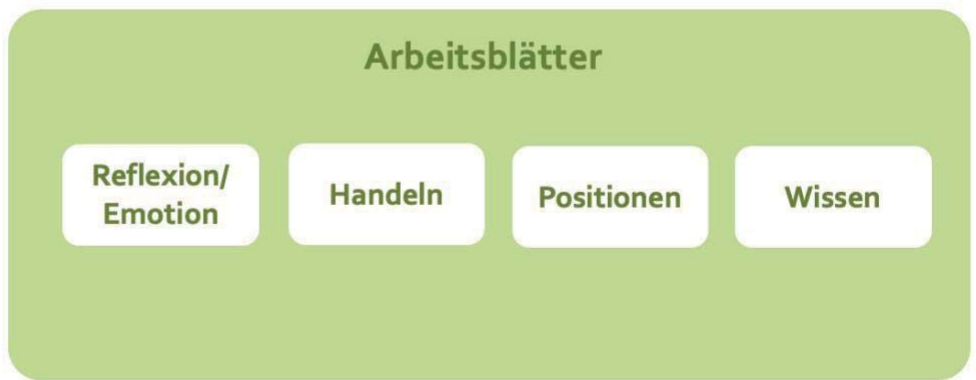 Arbeitsblätter
Reflexion/
Emotion
Handeln
Positionen
Wissen